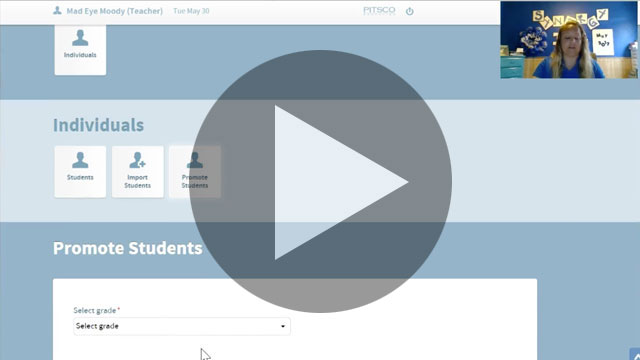 Mad Eye Moody (Teacher) Tue May 30 PITSCO
SYNERGY
Individuals
Individuals
Students
Import Students
Promote Students
Promote Students
Select grade *
Select grade